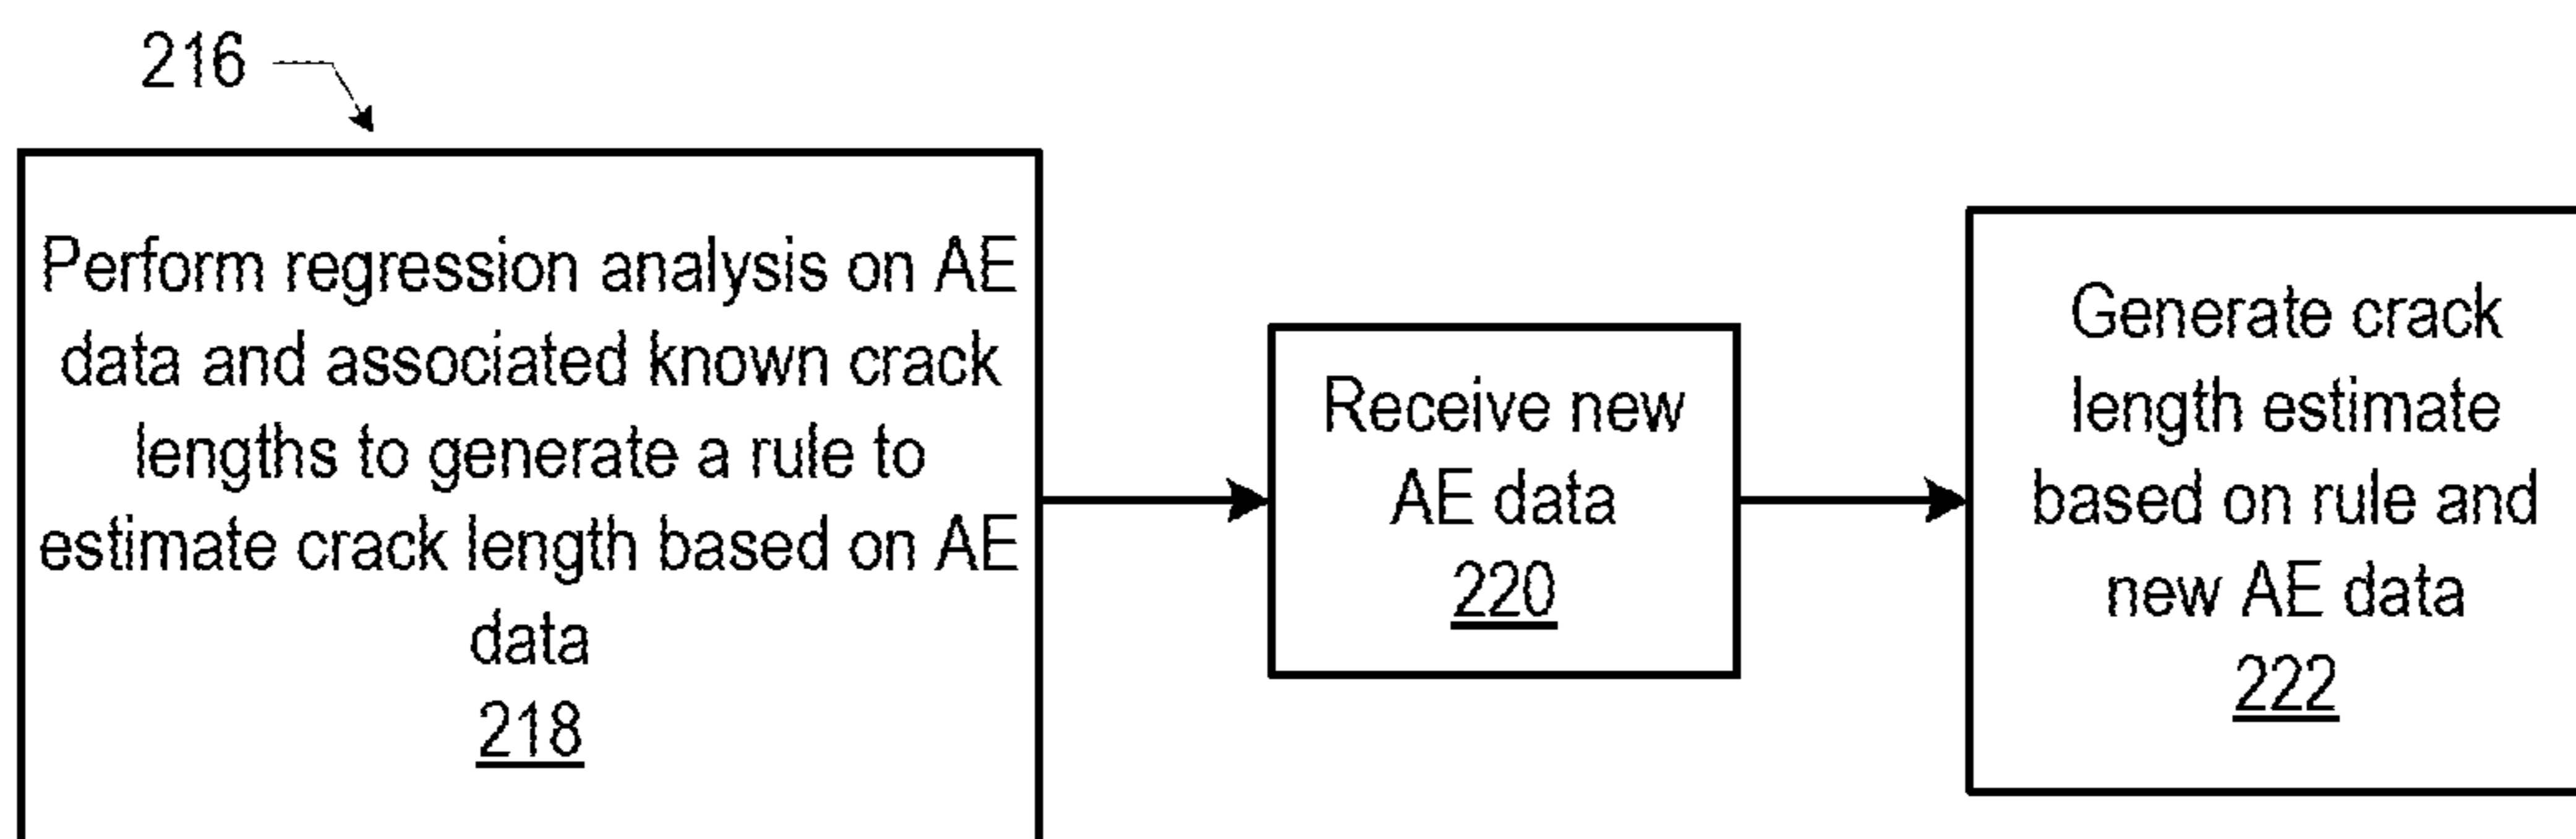 216
Perform regression analysis on AE
data and associated known crack
lengths to generate a rule to
estimate crack length based on AE
data
218
Receive new
AE data
220
Generate crack
length estimate
based on rule and
new AE data
222